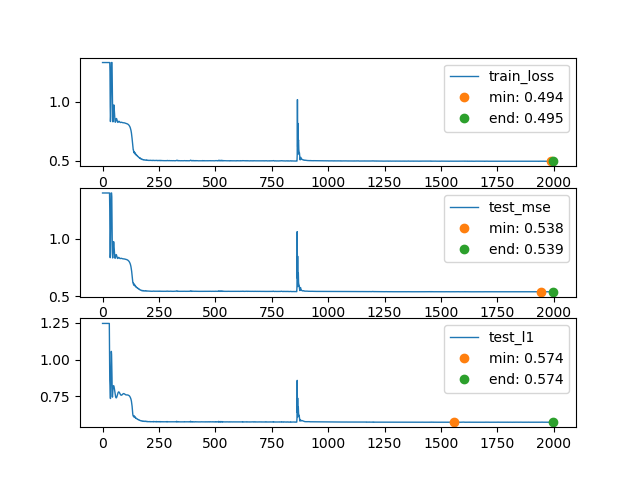 train_loss
min: 0.494
end: 0.495
1.0
0.5
0 250 500 750 1000 1250 1500 1750 2000
test_mse
min: 0.538
end: 0.539
1.0
0.5
0 250 500 750 1000 1250 1500 1750 2000
test_l1
min: 0.574
end: 0.574
1.25
1.00
0.75
0 250 500 750 1000 1250 1500 1750 2000